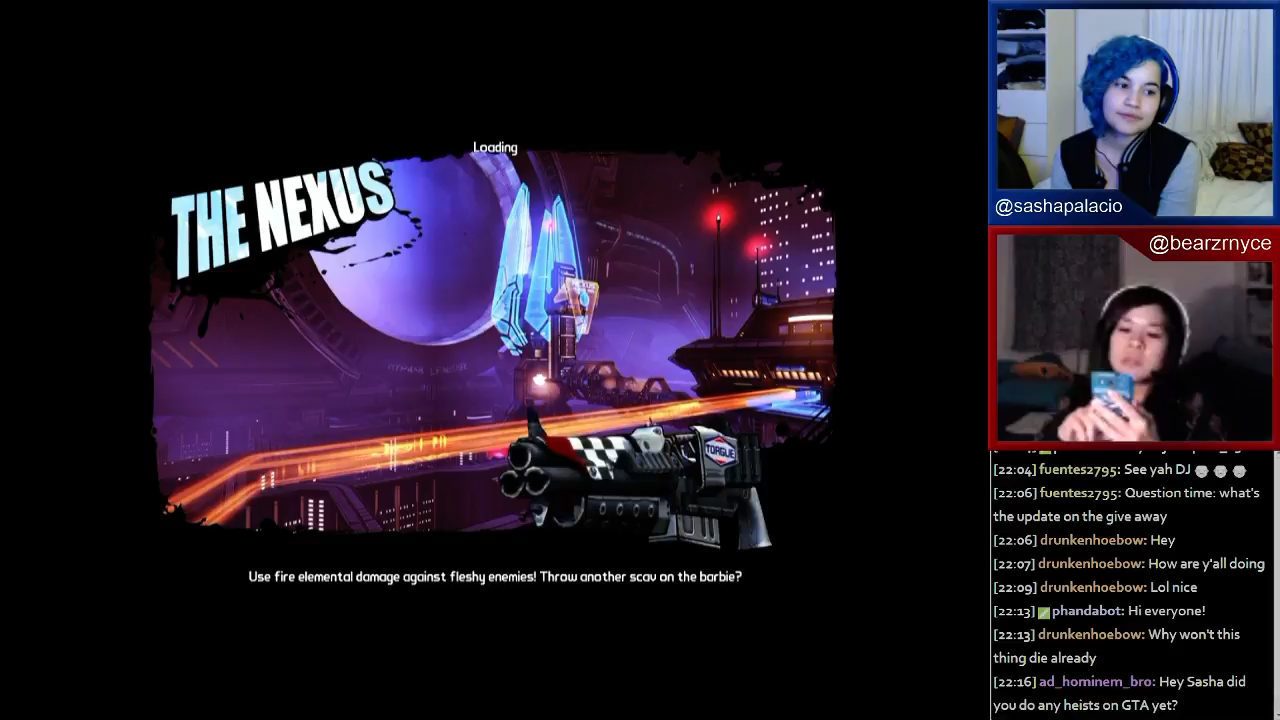 Loading
THE NEXUS
TORGUE
Use fire elemental damage against fleshy enemies! Throw another scav on the barbie?
@sashapalacio
@bearzrnyce
[22:04] fuentes2795: See yah DJ
[22:06] fuentes2795: Question time: what's
the update on the give away
[22:06] drunkenhoebow: Hey
[22:07] drunkenhoebow: How are y'all doing
[22:09] drunkenhoebow: Lol nice
[22:13] phandabot: Hi everyone!
[22:13] drunkenhoebow: Why won't this
thing die already
[22:16] ad_hominem_bro: Hey Sasha did
you do any heists on GTA yet?